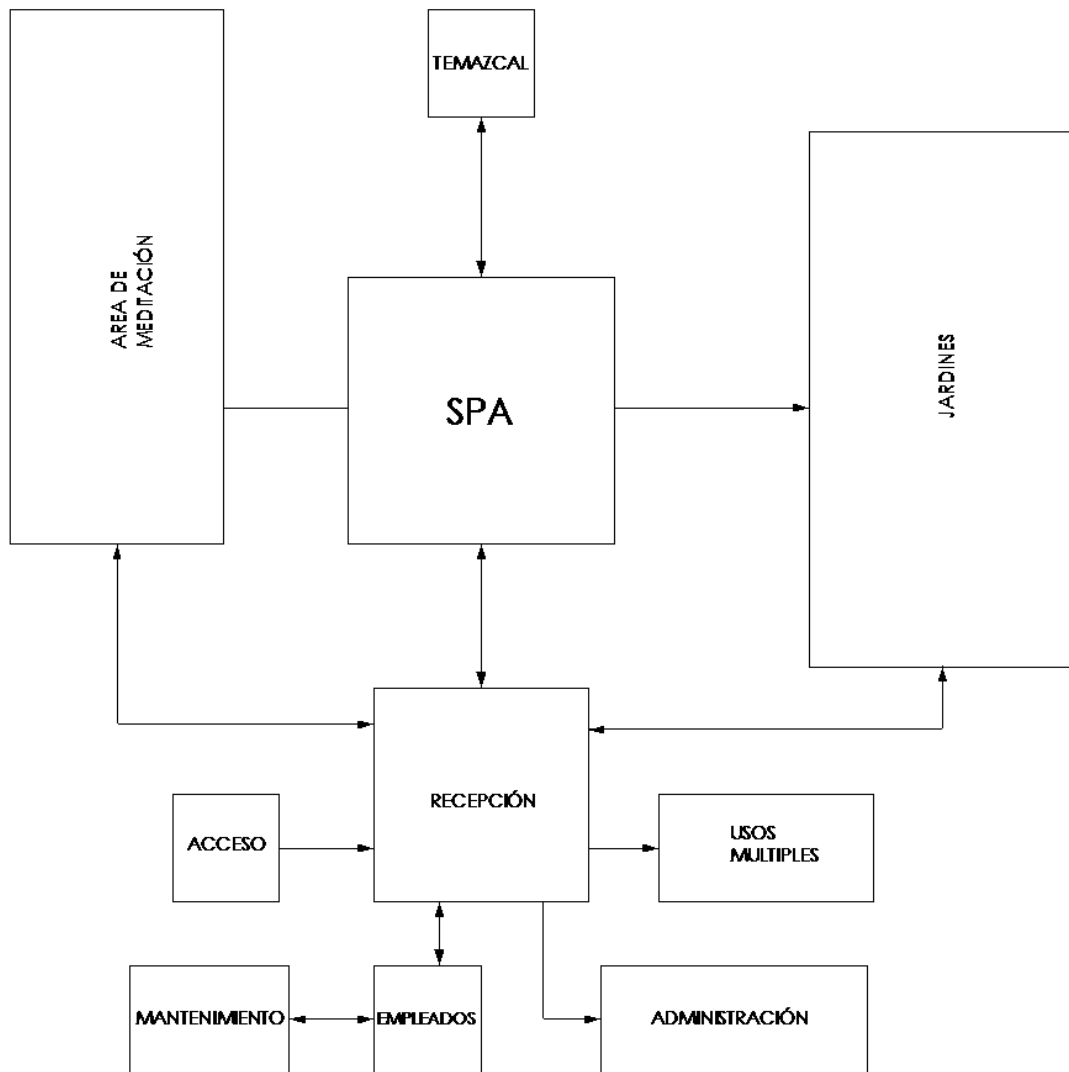 TEMAZCAL
AREA DE
MEDITACIÓN
SPA
JARDINES
RECEPCIÓN
ACCESO
USOS
MULTIPLES
MANTENIMIENTO
EMPLEADOS
ADMINISTRACIÓN